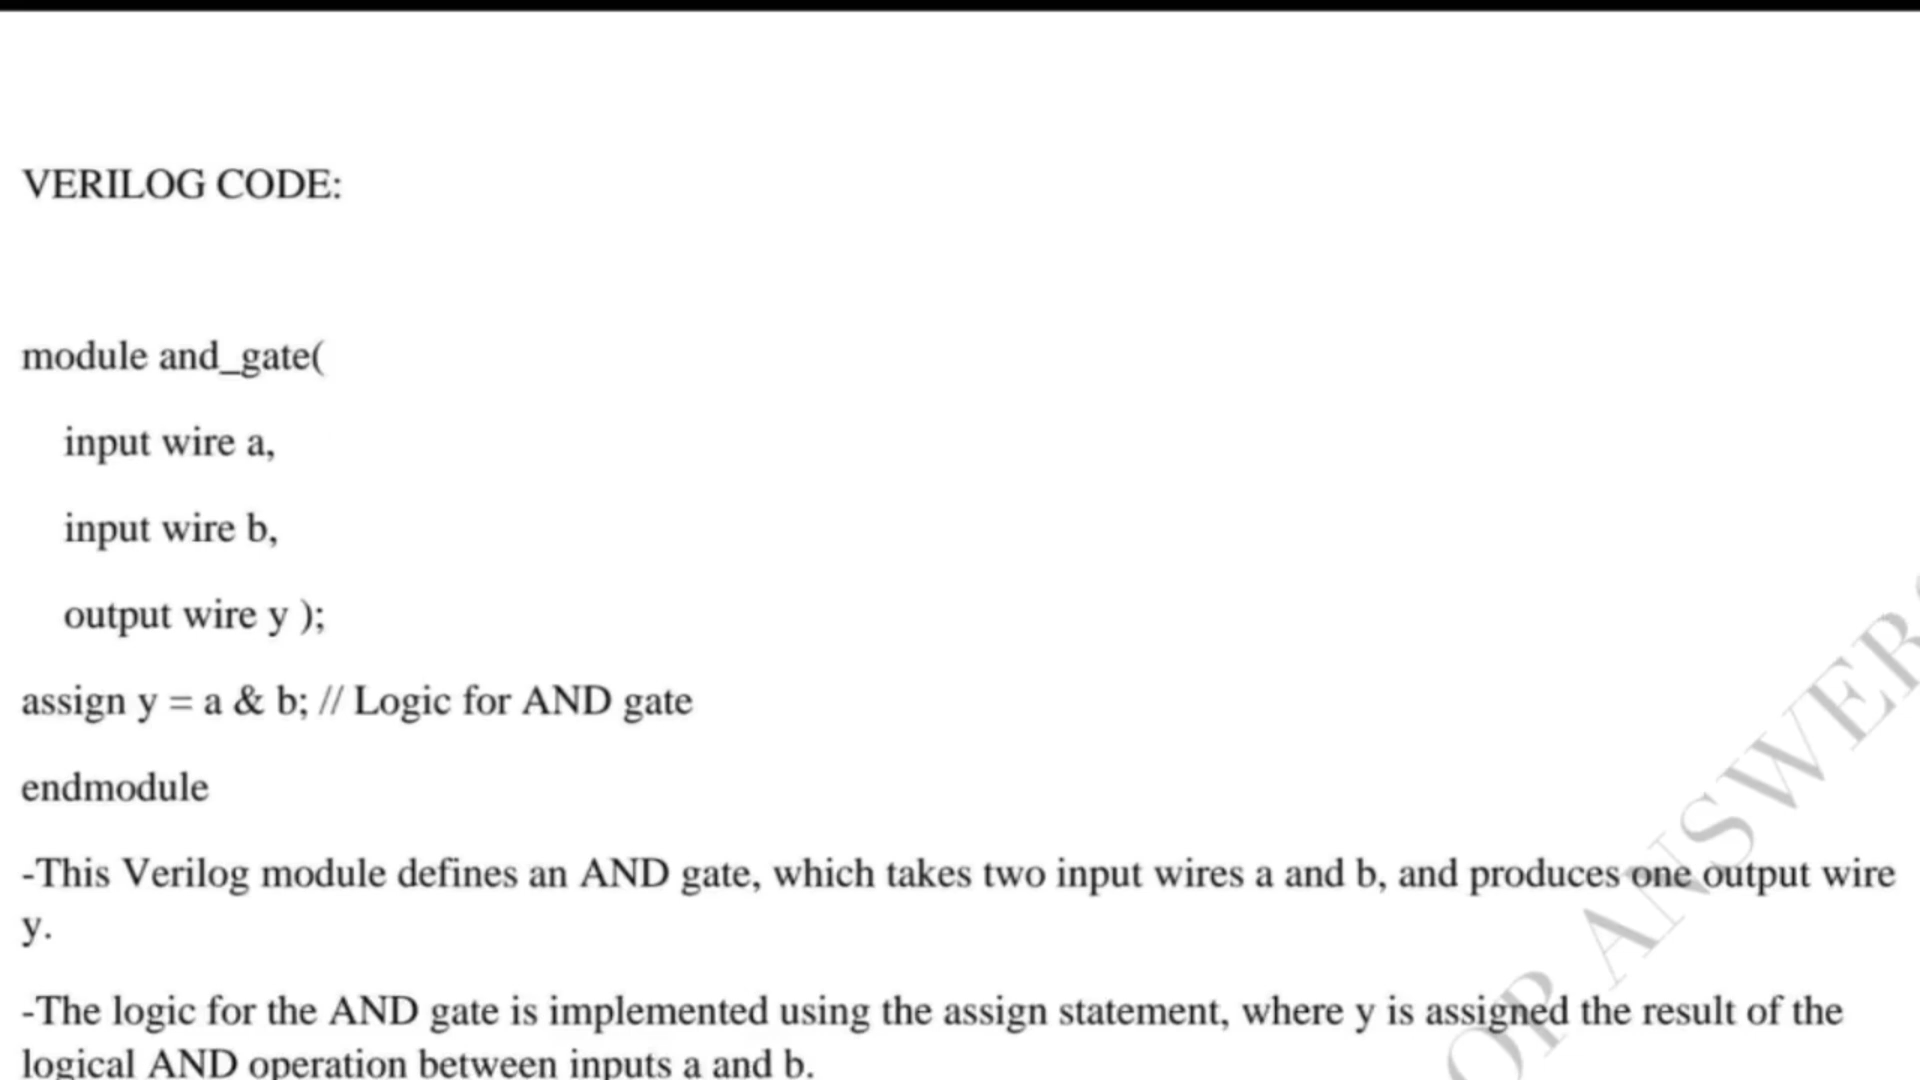 VERILOG CODE:
module and_gate(
input wire a,
input wire b,
output wire y );
assign y = a & b; // Logic for AND gate
endmodule
-This Verilog module defines an AND gate, which takes two input wires a and b, and produces one output wire
y.
-The logic for the AND gate is implemented using the assign statement, where y is assigned the result of the
logical AND operation between inputs a and b.